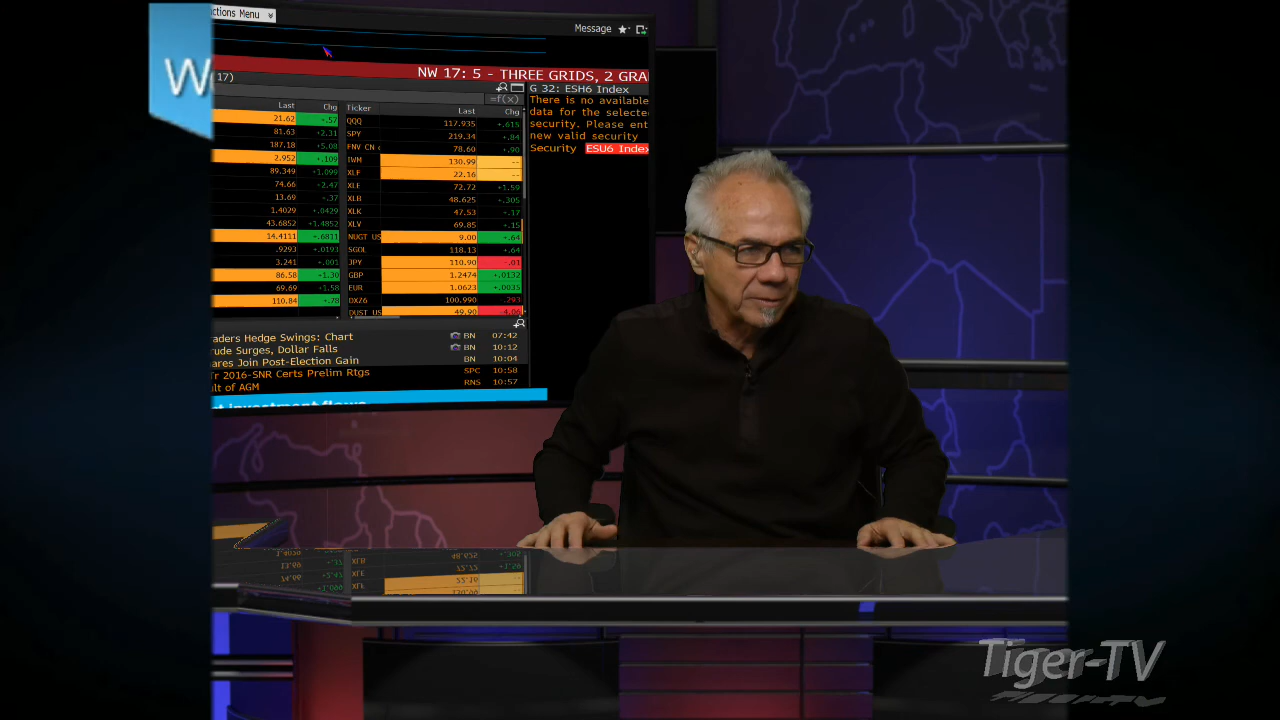 ctions Menu
Message
W
NW 17: 5 - THREE GRIDS, 2 GRA
17)
=f(x)
G 32: ESH6 Index
There is no available
data for the selecte
security. Please ent
new valid security
Security ESU6 Index
Last Chg Ticker Last Chg
21.62 +.57 QQQ 117.935 +.615
81.63 +2.31 SPY 219.34 +.84
187.18 +5.08 FNV CN 78.60 +.90
2.952 +.109 IWM 130.99 --
89.349 +1.099 XLF 22.16 --
74.66 -2.47 XLE 72.72 +1.59
13.69 -.37 XLB 48.625 +.305
1.4029 +.0429 XLK 47.53 +.17
43.6852 +1.4852 XLV 69.85 +.15
14.4111 +.6811 NUGT US 9.00 +.64
.9293 +.0193 SGOL 118.13 +.64
3.241 +.001 JPY 110.90 -.01
86.58 +1.30 GBP 1.2474 +.0132
69.69 +1.58 EUR 1.0623 +.0035
110.84 +.78 DXZ6 100.990 .293
DUST US 49.90 -4.06
aders Hedge Swings: Chart BN 07:42
rude Surges, Dollar Falls BN 10:12
ares Join Post-Election Gain BN 10:04
Tr 2016-SNR Certs Prelim Rtgs SPC 10:58
ult of AGM RNS 10:57
Tiger-TV